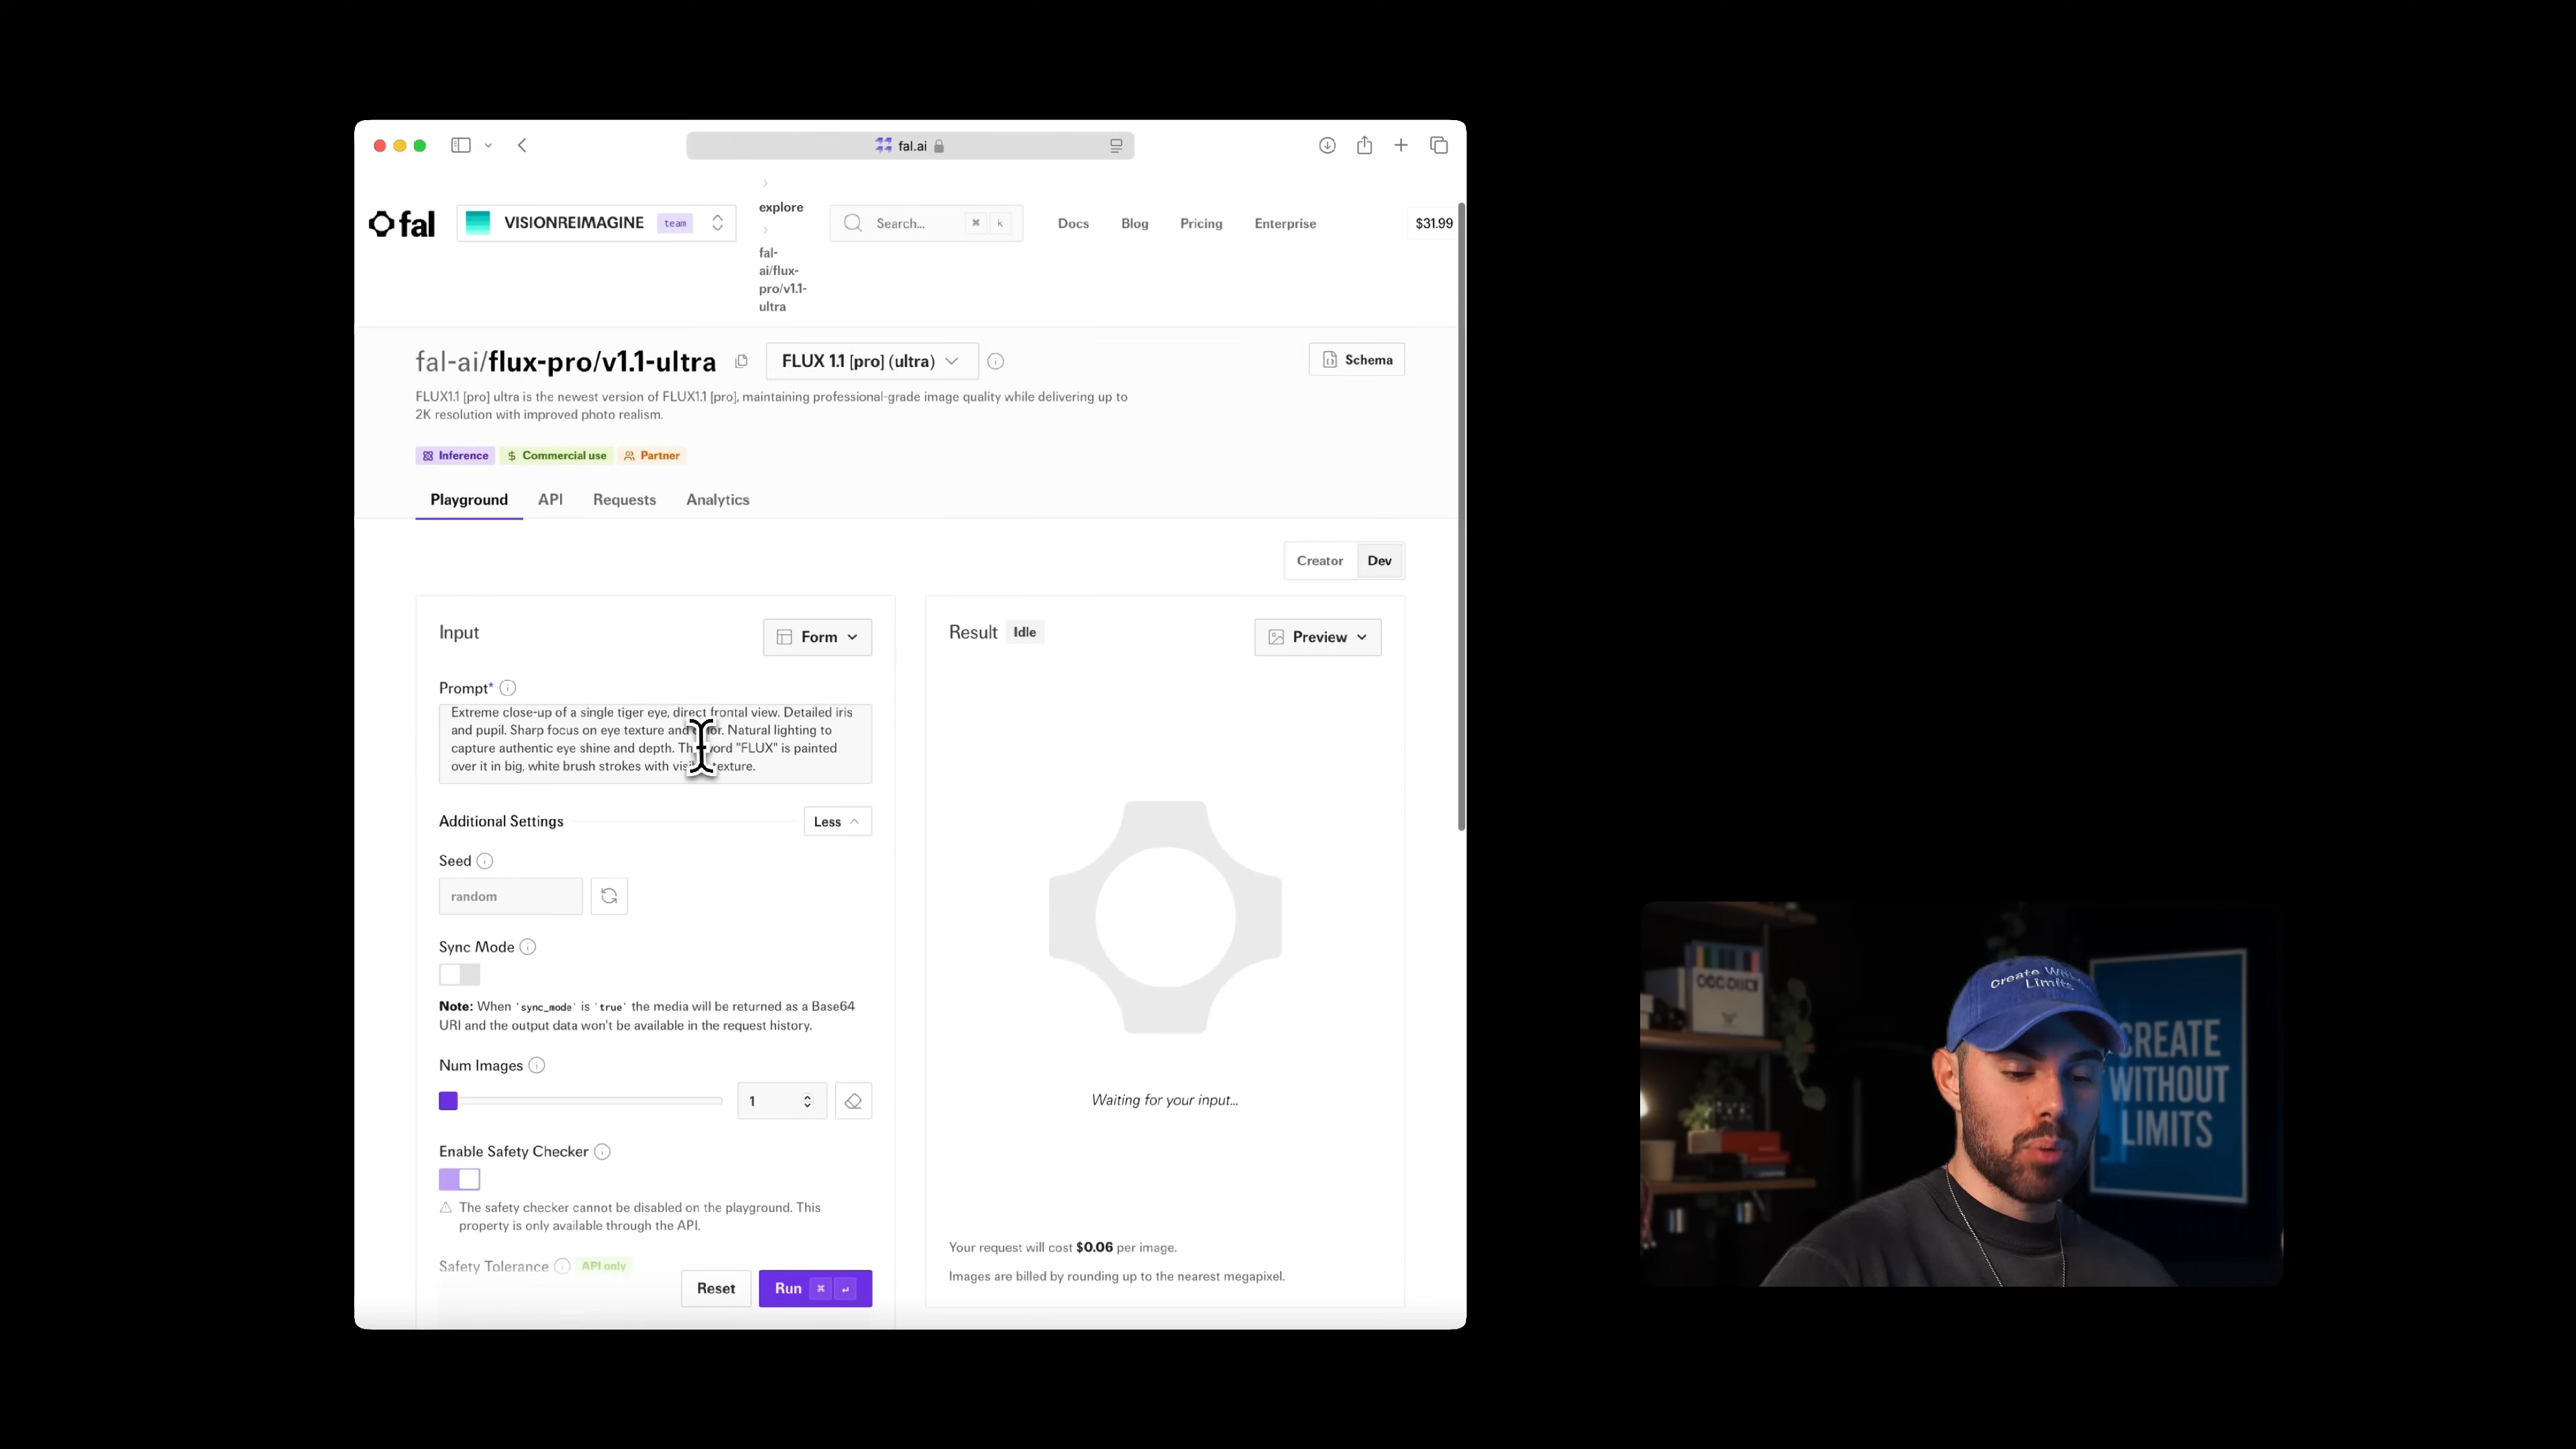 fal.ai
fal
VISIONREIMAGINE team
explore
fal-
ai/flux-
pro/v1.1-
ultra
Search... ⌘ k
Docs Blog Pricing Enterprise
$31.99
fal-ai/flux-pro/v1.1-ultra
FLUX 1.1 [pro] (ultra)
Schema
FLUX1.1 [pro] ultra is the newest version of FLUX1.1 [pro], maintaining professional-grade image quality while delivering up to
2K resolution with improved photo realism.
Inference $ Commercial use Partner
Playground API Requests Analytics
Creator Dev
Input
Form
Prompt*
Extreme close-up of a single tiger eye, direct frontal view. Detailed iris
and pupil. Sharp focus on eye texture and Natural lighting to
capture authentic eye shine and depth. "FLUX" is painted
over it in big, white brush strokes with
Additional Settings
Less
Seed
random
Sync Mode
Note: When `sync_mode` is `true` the media will be returned as a Base64
URI and the output data won't be available in the request history.
Num Images
1
Enable Safety Checker
The safety checker cannot be disabled on the playground. This
property is only available through the API.
Safety Tolerance API only
Reset
Run ⌘ ↵
Result Idle
Preview
Waiting for your input...
Your request will cost $0.06 per image.
Images are billed by rounding up to the nearest megapixel.
Limits
CREATE
WITHOUT
LIMITS